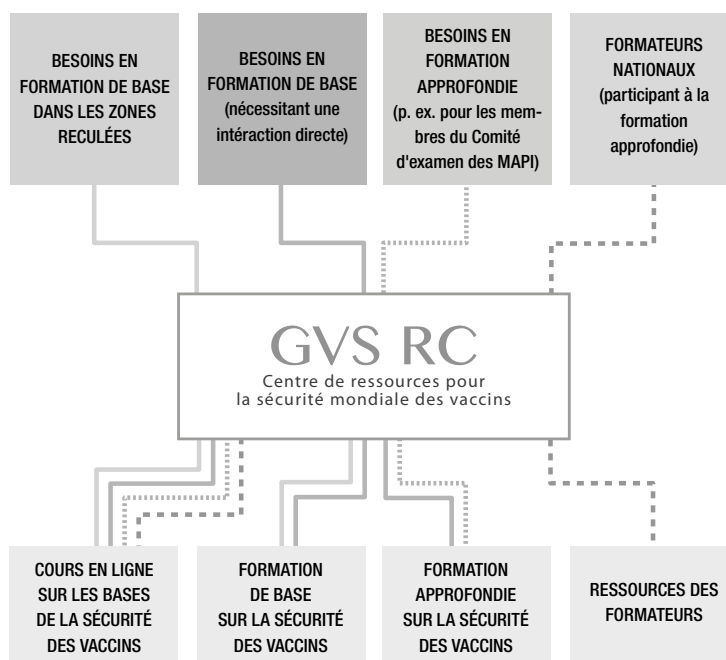 BESOINS EN
FORMATION DE BASE
DANS LES ZONES
RECULÉES
BESOINS EN
FORMATION DE BASE
(nécessitant une
intéraction directe)
BESOINS EN
FORMATION
APPROFONDIE
(p. ex. pour les mem-
bres du Comité
d'examen des MAPI)
FORMATEURS
NATIONAUX
(participant à la
formation
approfondie)
GVS RC
Centre de ressources pour
la sécurité mondiale des vaccins
COURS EN LIGNE
SUR LES BASES
DE LA SÉCURITÉ
DES VACCINS
FORMATION
DE BASE
SUR LA SÉCURITÉ
DES VACCINS
FORMATION
APPROFONDIE
SUR LA SÉCURITÉ
DES VACCINS
RESSOURCES DES
FORMATEURS